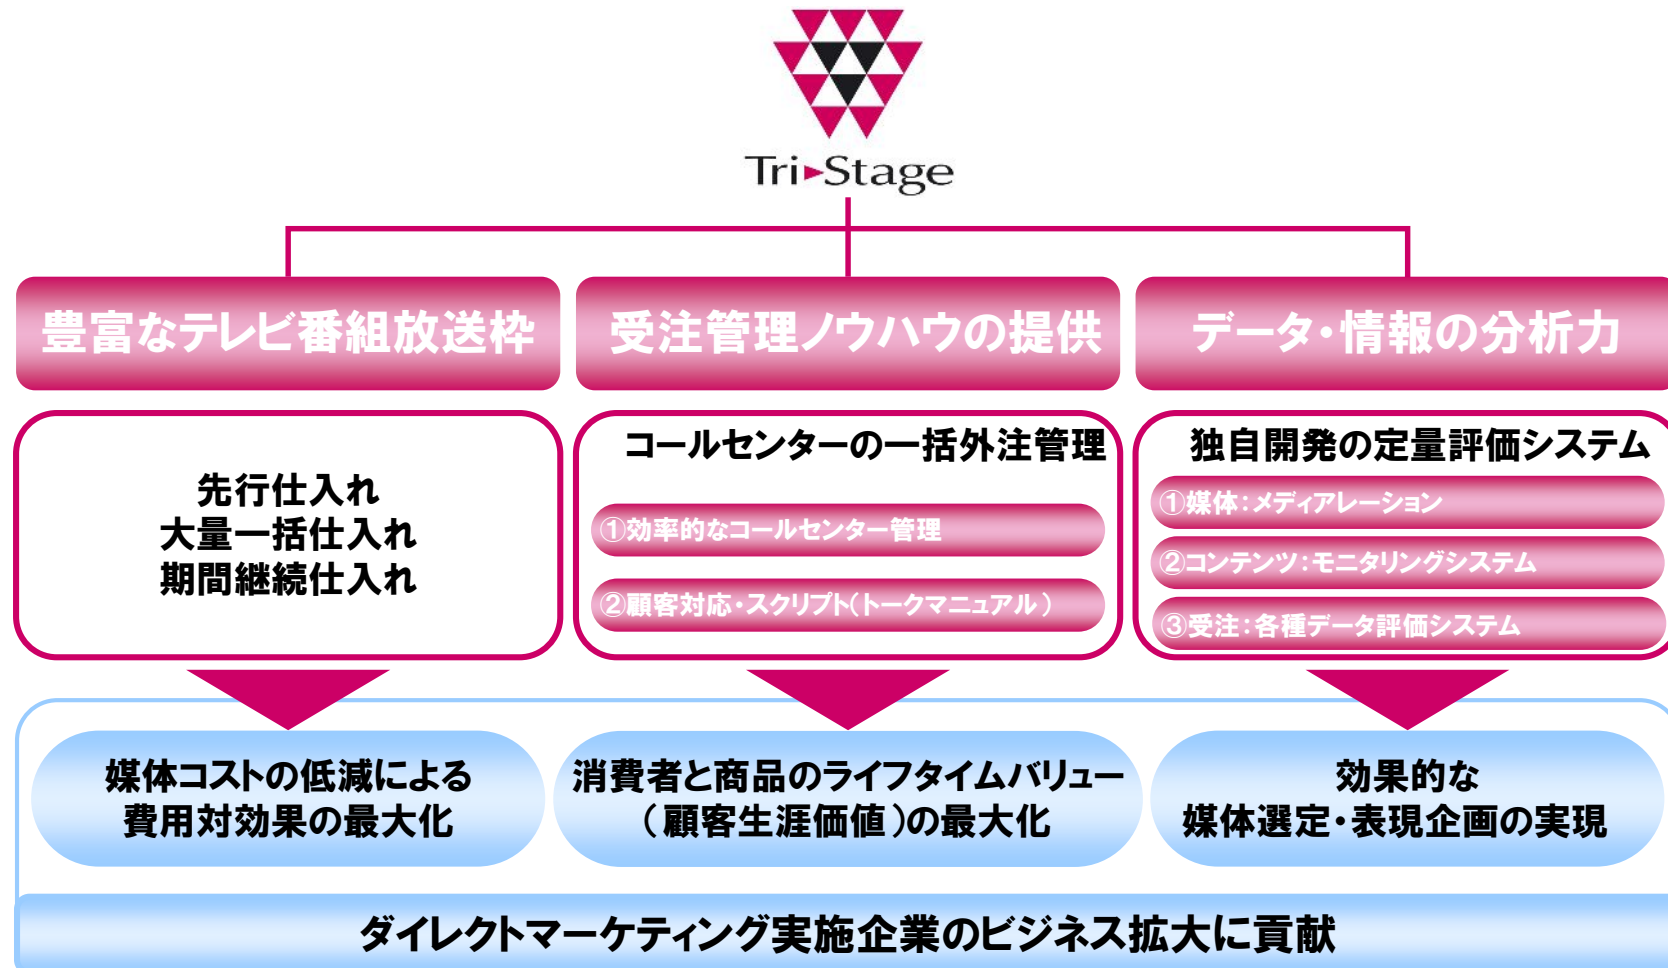 Tri-Stage
豊富なテレビ番組放送枠
受注管理ノウハウの提供
データ・情報の分析力
先行仕入れ
大量一括仕入れ
期間継続仕入れ
コールセンターの一括外注管理
①効率的なコールセンター管理
②顧客対応・スクリプト(トークマニュアル)
独自開発の定量評価システム
①媒体:メディアレーション
②コンテンツ:モニタリングシステム
③受注:各種データ評価システム
媒体コストの低減による
費用対効果の最大化
消費者と商品のライフタイムバリュー
(顧客生涯価値)の最大化
効果的な
媒体選定・表現企画の実現
ダイレクトマーケティング実施企業のビジネス拡大に貢献